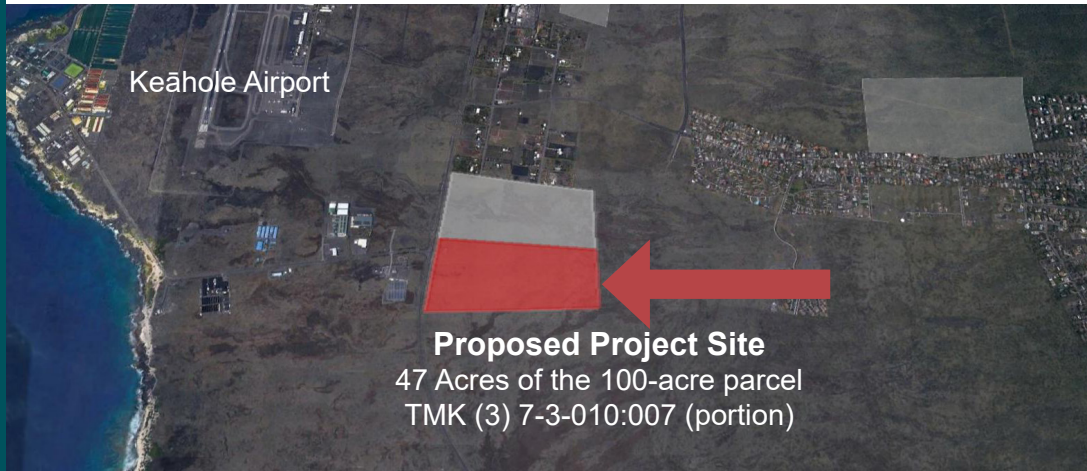 Keāhole Airport
Proposed Project Site
47 Acres of the 100-acre parcel
TMK (3) 7-3-010:007 (portion)